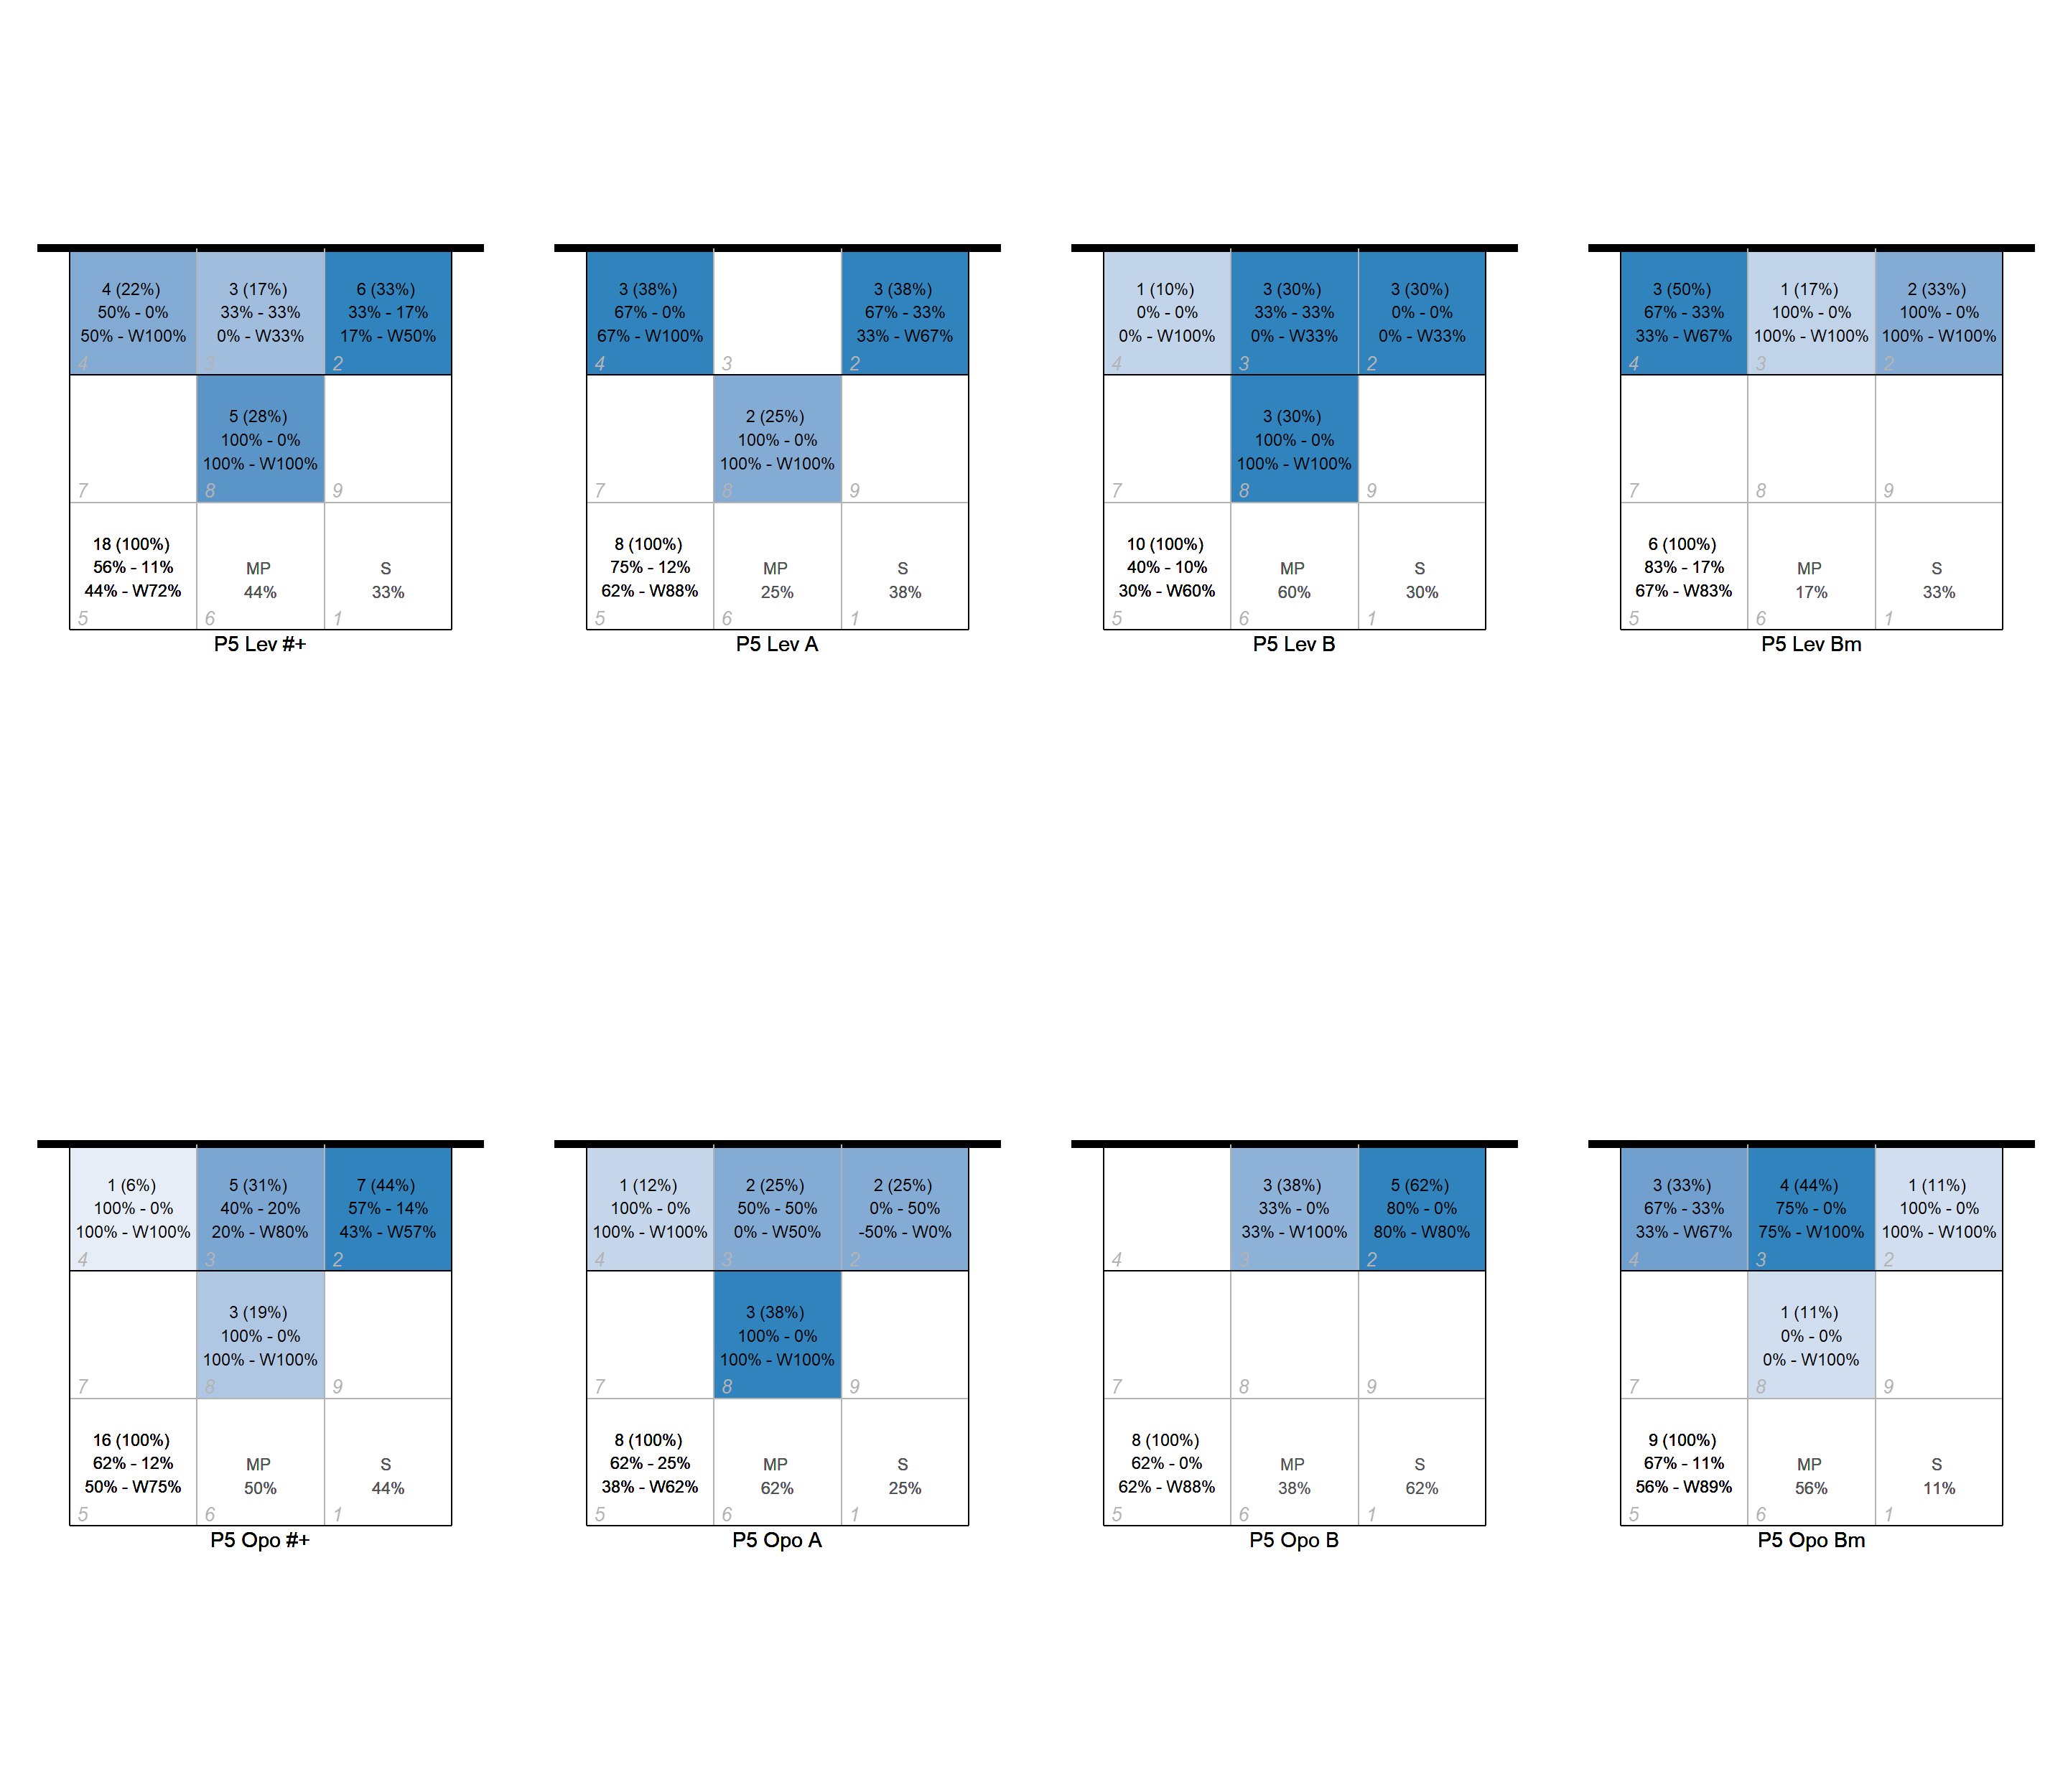 4 (22%)
50% - 0%
50% - W100%
4
3 (17%)
33% - 33%
0% - W33%
3
6 (33%)
33% - 17%
17% - W50%
2
7
5 (28%)
100% - 0%
100% - W100%
8
9
18 (100%)
56% - 11%
44% - W72%
5
MP
44%
6
S
33%
1
P5 Lev #+
3 (38%)
67% - 0%
67% - W100%
4
3
3 (38%)
67% - 33%
33% - W67%
2
7
2 (25%)
100% - 0%
100% - W100%
8
9
8 (100%)
75% - 12%
62% - W88%
5
MP
25%
6
S
38%
1
P5 Lev A
1 (10%)
0% - 0%
0% - W100%
4
3 (30%)
33% - 33%
0% - W33%
3
3 (30%)
0% - 0%
0% - W33%
2
7
3 (30%)
100% - 0%
100% - W100%
8
9
10 (100%)
40% - 10%
30% - W60%
5
MP
60%
6
S
30%
1
P5 Lev B
3 (50%)
67% - 33%
33% - W67%
4
1 (17%)
100% - 0%
100% - W100%
3
2 (33%)
100% - 0%
100% - W100%
2
7
8
9
6 (100%)
83% - 17%
67% - W83%
5
MP
17%
6
S
33%
1
P5 Lev Bm
1 (6%)
100% - 0%
100% - W100%
4
5 (31%)
40% - 20%
20% - W80%
3
7 (44%)
57% - 14%
43% - W57%
2
7
3 (19%)
100% - 0%
100% - W100%
8
9
16 (100%)
62% - 12%
50% - W75%
5
MP
50%
6
S
44%
1
P5 Opo #+
1 (12%)
100% - 0%
100% - W100%
4
2 (25%)
50% - 50%
0% - W50%
3
2 (25%)
0% - 50%
-50% - W0%
2
7
3 (38%)
100% - 0%
100% - W100%
8
9
8 (100%)
62% - 25%
38% - W62%
5
MP
62%
6
S
25%
1
P5 Opo A
4
3 (38%)
33% - 0%
33% - W100%
3
5 (62%)
80% - 0%
80% - W80%
2
7
8
9
8 (100%)
62% - 0%
62% - W88%
5
MP
38%
6
S
62%
1
P5 Opo B
3 (33%)
67% - 33%
33% - W67%
4
4 (44%)
75% - 0%
75% - W100%
3
1 (11%)
100% - 0%
100% - W100%
2
7
1 (11%)
0% - 0%
0% - W100%
8
9
9 (100%)
67% - 11%
56% - W89%
5
MP
56%
6
S
11%
1
P5 Opo Bm